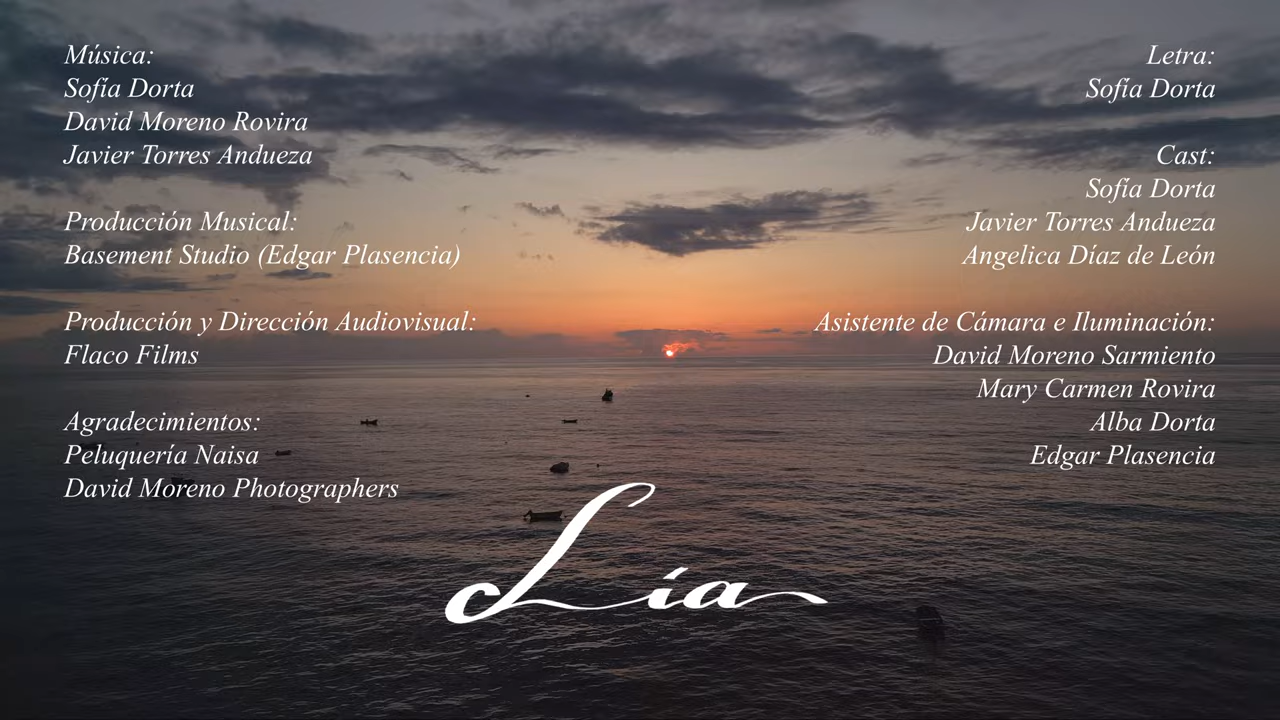 Música:
Sofía Dorta
David Moreno Rovira
Javier Torres Andueza
Producción Musical:
Basement Studio (Edgar Plasencia)
Producción y Dirección Audiovisual:
Flaco Films
Agradecimientos:
Peluquería Naisa
David Moreno Photographers
Letra:
Sofía Dorta
Cast:
Sofía Dorta
Javier Torres Andueza
Angelica Díaz de León
Asistente de Cámara e Iluminación:
David Moreno Sarmiento
Mary Carmen Rovira
Alba Dorta
Edgar Plasencia
Lía